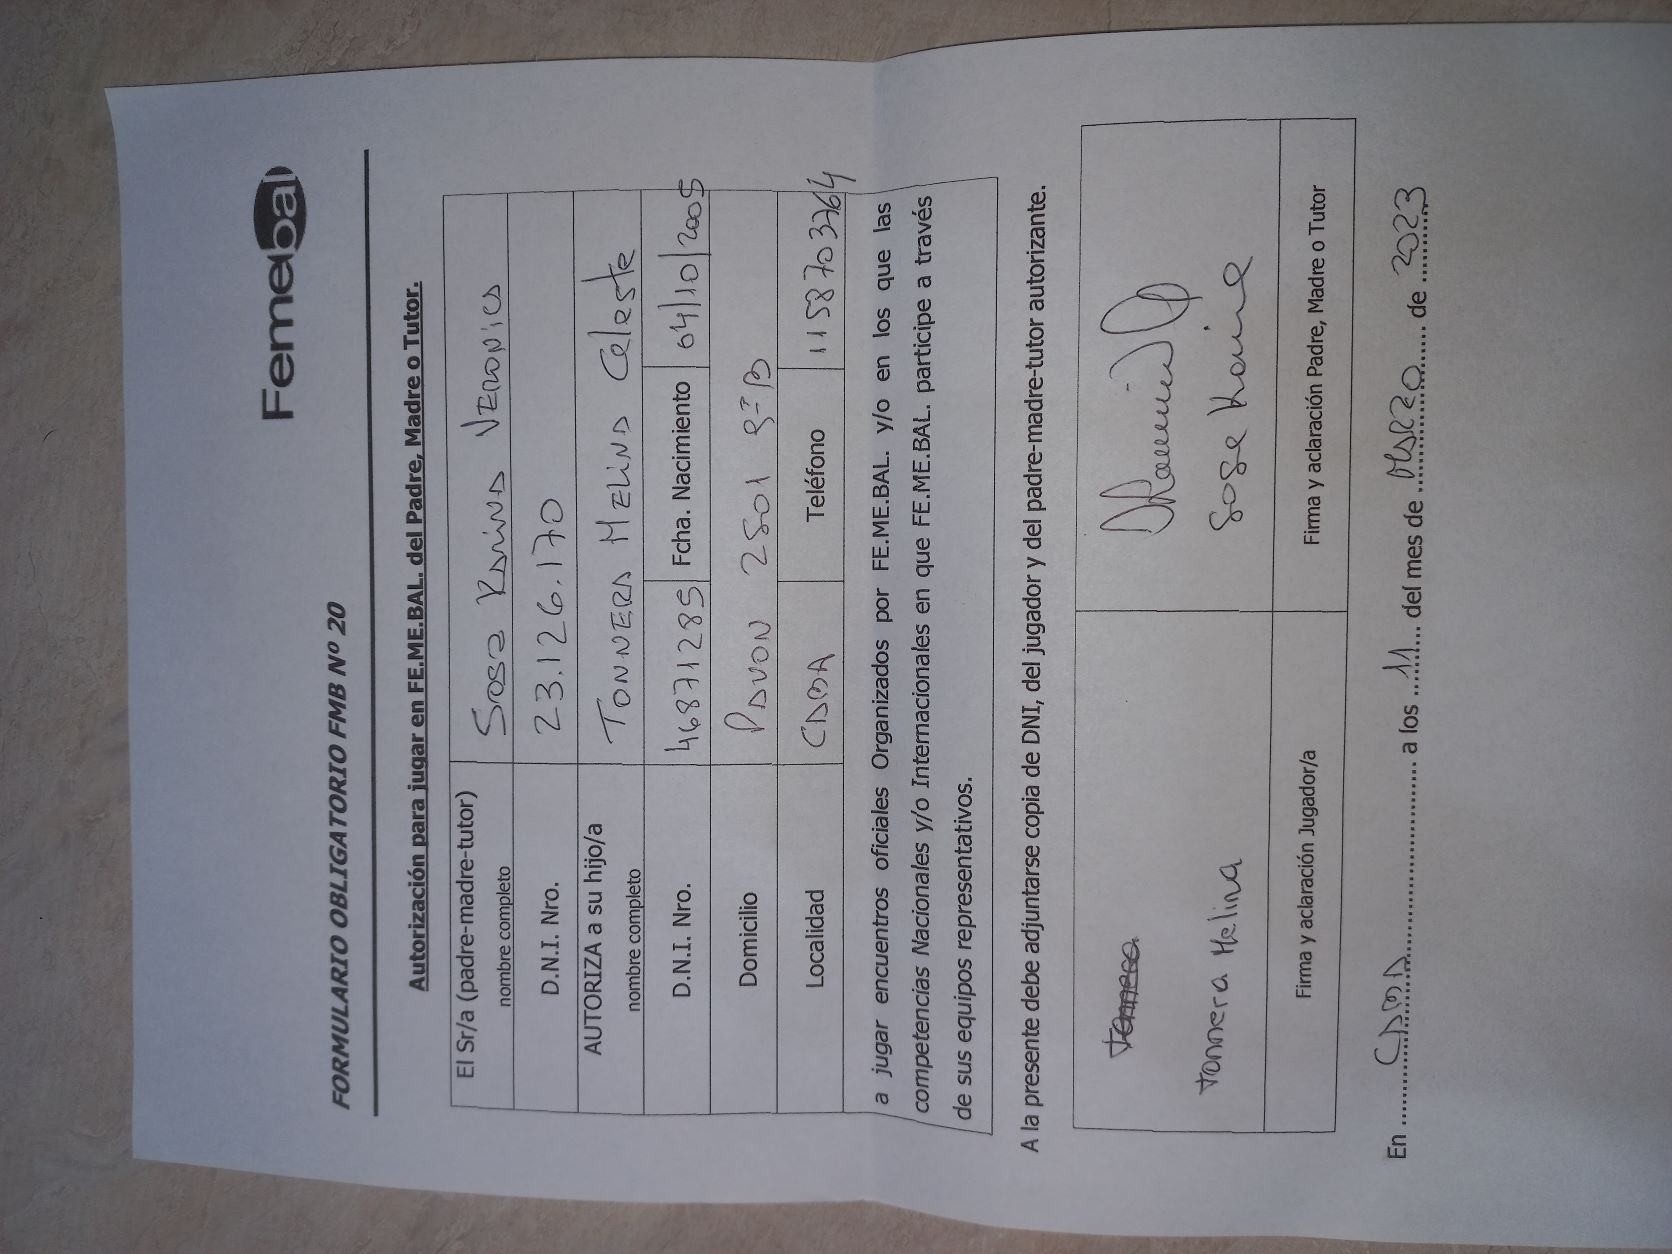 Femebal
FORMULARIO OBLIGATORIO FMB Nº 20
Autorización para jugar en FE.ME.BAL. del Padre, Madre o Tutor.
El Sr/a (padre-madre-tutor) Sosa Karina Veronica
nombre completo
D.N.I. Nro. 23.126.170
AUTORIZA a su hijo/a Tonnera Melina Celeste
nombre completo
D.N.I. Nro. 46871285 Fcha. Nacimiento 04/10/2005
Domicilio Pavon 2501 B
Localidad CABA Teléfono 1158703764
a jugar encuentros oficiales Organizados por FE.ME.BAL. y/o en los que las
competencias Nacionales y/o Internacionales en que FE.ME.BAL. participe a través
de sus equipos representativos.
A la presente debe adjuntarse copia de DNI, del jugador y del padre-madre-tutor autorizante.
Tonnera
Tonnera Melina
Sosa Karina
Firma y aclaración Jugador/a Firma y aclaración Padre, Madre o Tutor
En CABA a los 11 del mes de Marzo de 2023